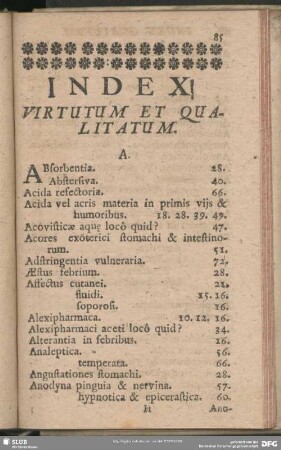 85
INDEX
VIRTUTUM ET QUA-
LITATUM.
A.
ABsorbentia. 28.
Abstersiva. 40.
Acida refectoria. 66.
Acida vel acris materia in primis vijs &
humoribus. 18. 28. 39. 49.
Acovisticæ aquę locô quid? 47.
Acores exoterici stomachi & intestino-
rum. 51.
Adstringentia vulneraria. 72.
Æstus febrium. 28.
Affectus cutanei. 21.
fluidi. 15. 16.
soporosi. 16.
Alexipharmaca. 10. 12. 16.
Alexipharmaci aceti locô quid? 34.
Alterantia in febribus. 16.
Analeptica. 56.
temperata. 66.
Angustationes stomachi. 28.
Anodyna pinguia & nervina. 57.
hypnotica & epicerastica. 60.
Ano-
SLUB
DFG